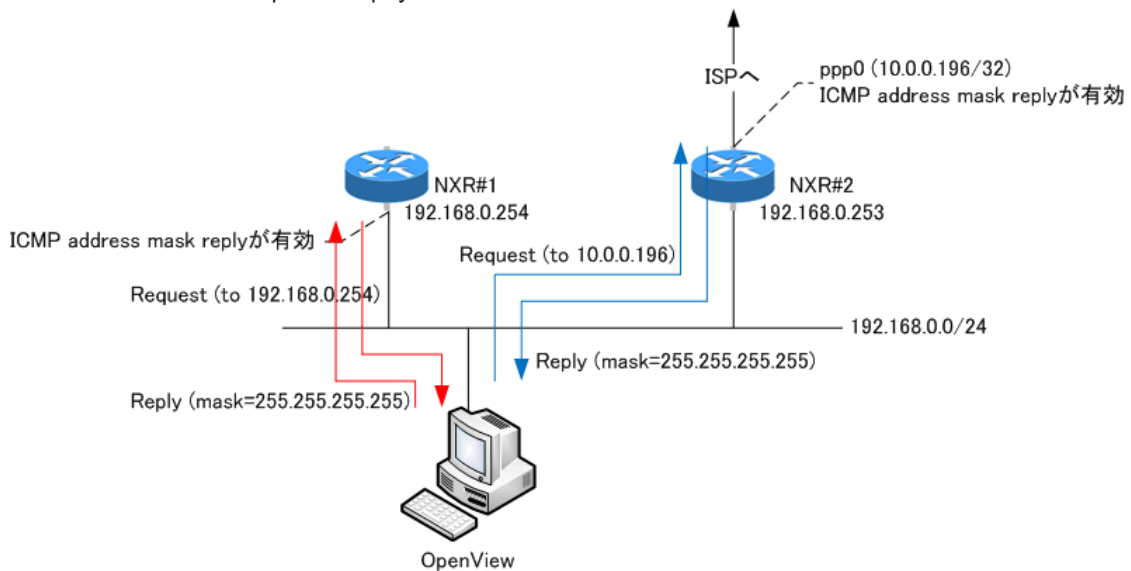 ISPへ
ppp0 (10.0.0.196/32)
ICMP address mask replyが有効
NXR#1
192.168.0.254
NXR#2
192.168.0.253
ICMP address mask replyが有効
Request (to 10.0.0.196)
Request (to 192.168.0.254)
192.168.0.0/24
Reply (mask=255.255.255.255)
Reply (mask=255.255.255.255)
OpenView